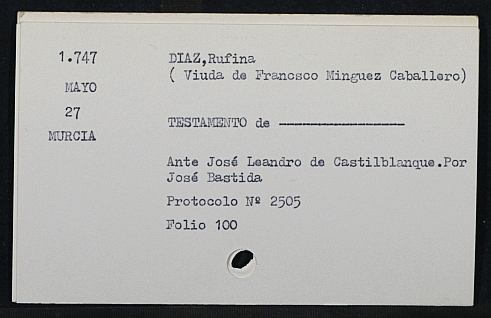 1.747
MAYO
27
MURCIA
DIAZ,Rufina
( Viuda de Francsco Minguez Caballero)
TESTAMENTO de ------------------
Ante José Leandro de Castilblanque.Por
José Bastida
Protocolo Nº 2505
Folio 100